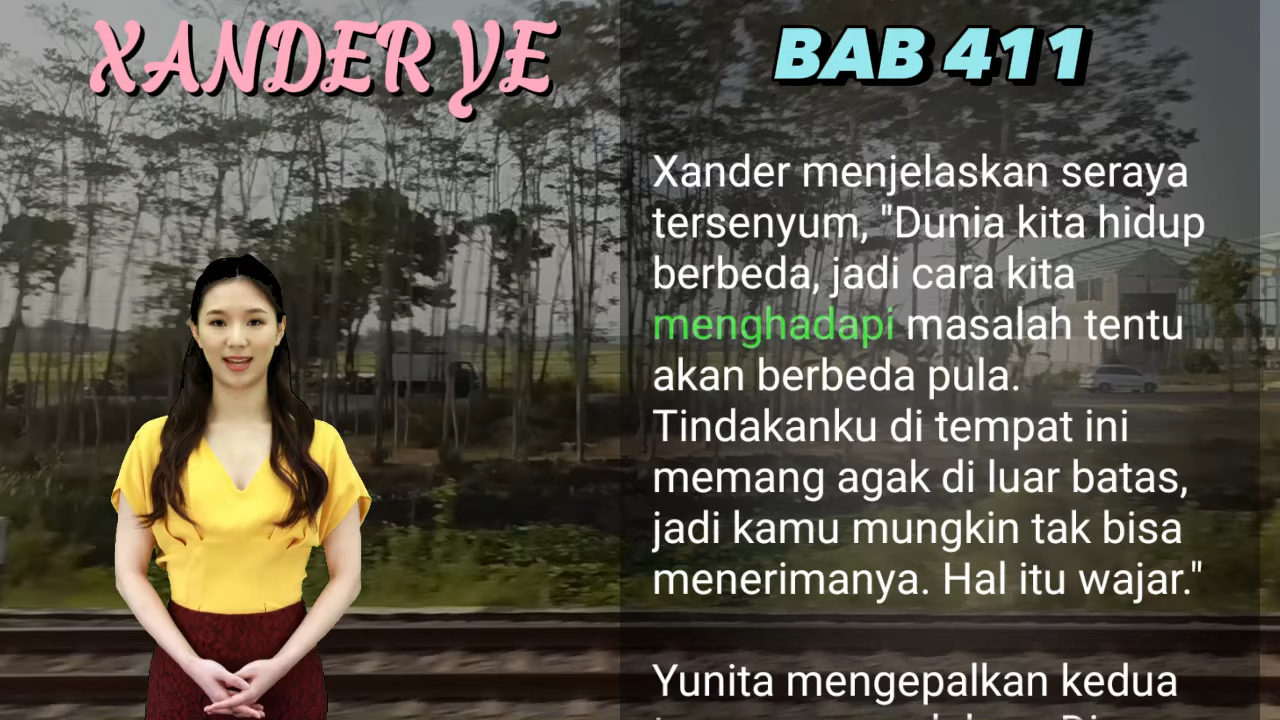 XANDER YE
BAB 411
Xander menjelaskan seraya
tersenyum, "Dunia kita hidup
berbeda, jadi cara kita
menghadapi masalah tentu
akan berbeda pula.
Tindakanku di tempat ini
memang agak di luar batas,
jadi kamu mungkin tak bisa
menerimanya. Hal itu wajar."
Yunita mengepalkan kedua